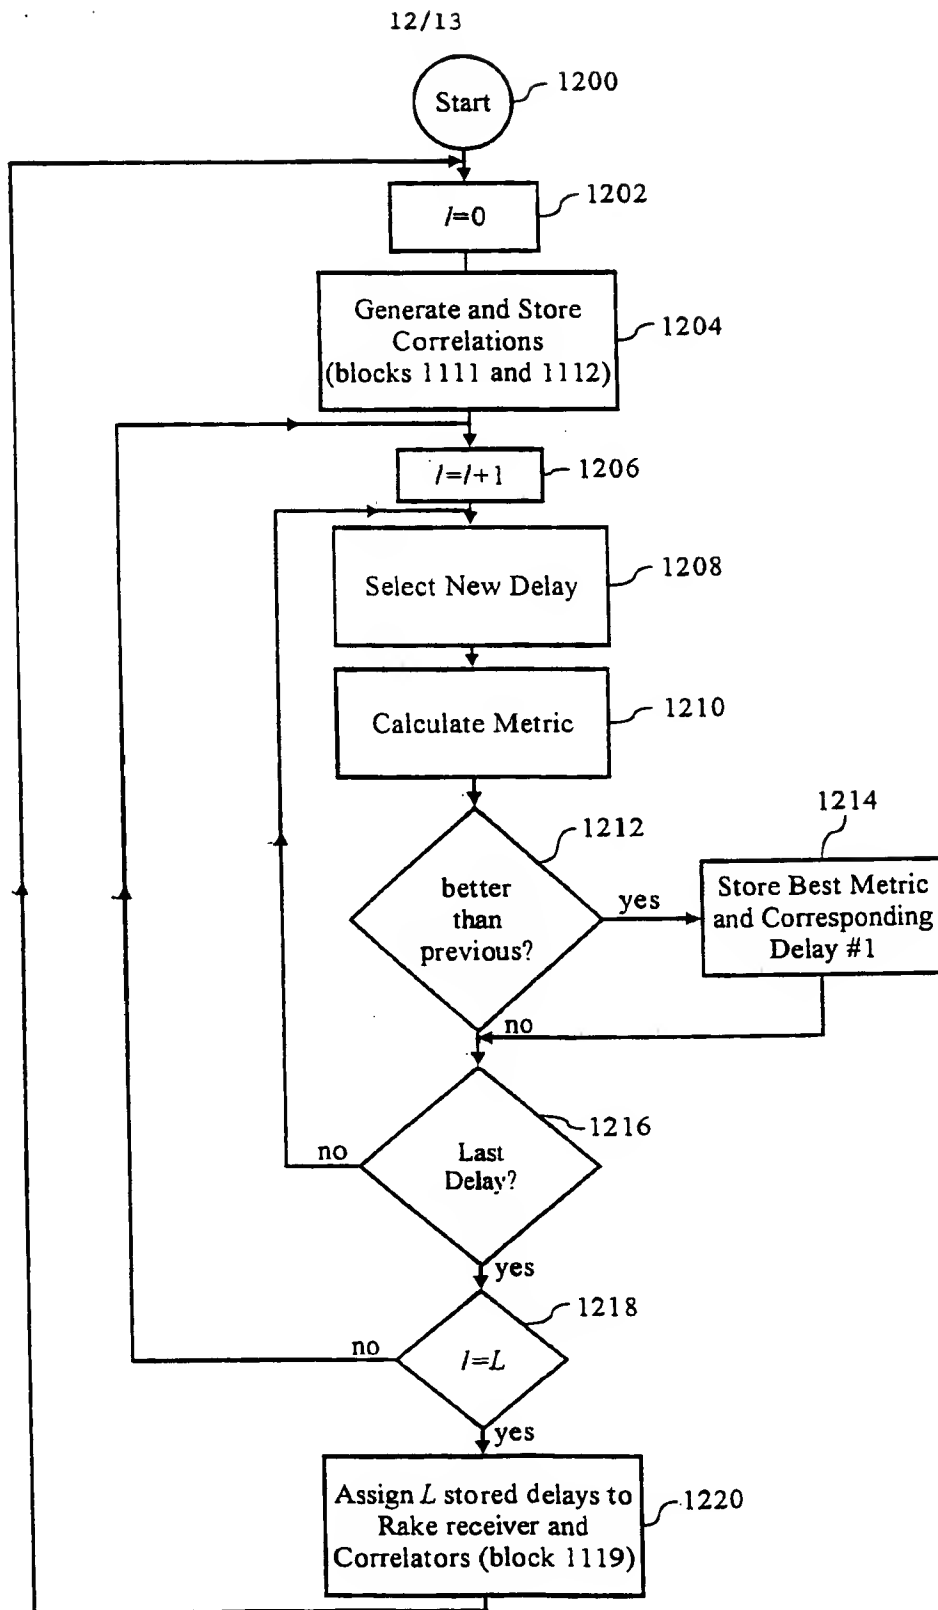 12/13
Start
1200
l=0
1202
Generate and Store
Correlations
(blocks 1111 and 1112)
1204
l=l+1
1206
Select New Delay
1208
Calculate Metric
1210
better
than
previous?
1212
yes
1214
Store Best Metric
and Corresponding
Delay #1
no
Last
Delay?
1216
no
yes
l=L
1218
no
yes
Assign L stored delays to
Rake receiver and
Correlators (block 1119)
1220